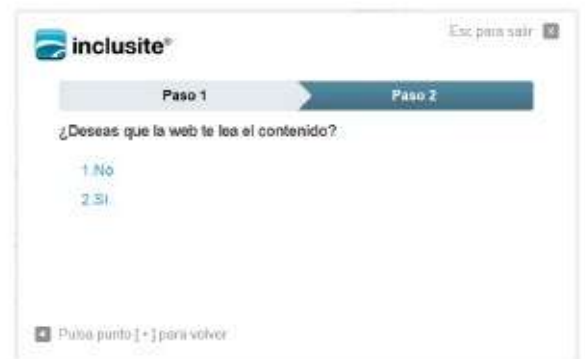 inclusite®
Esc para salir
Paso 1
Paso 2
¿Deseas que la web te lea el contenido?
1.No
2.Sí
Pulsa punto [ • ] para volver